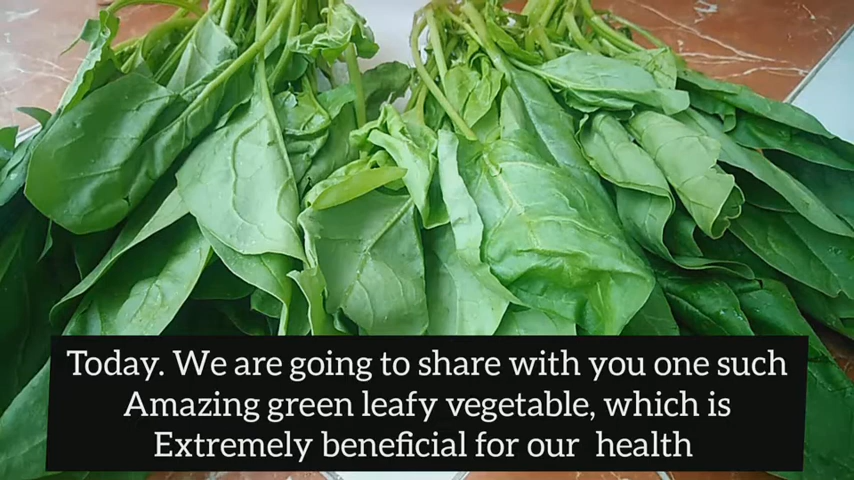 Today. We are going to share with you one such
Amazing green leafy vegetable, which is
Extremely beneficial for our  health